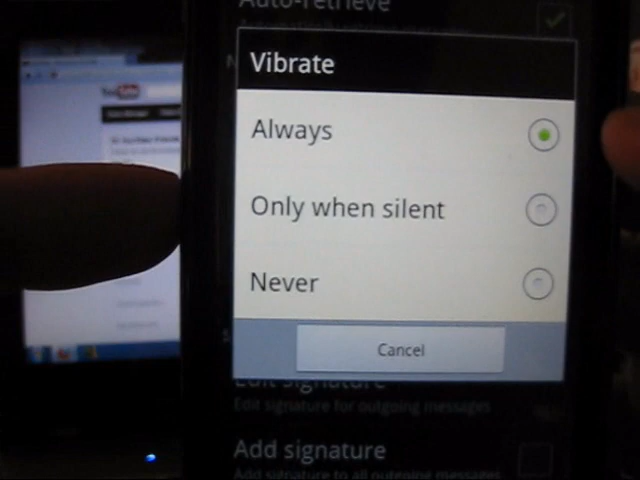 Auto-retrieve
Vibrate
Always
Only when silent
Never
Cancel
Edit signature
Edit signature for outgoing messages
Add signature
Add signature to all outgoing messages